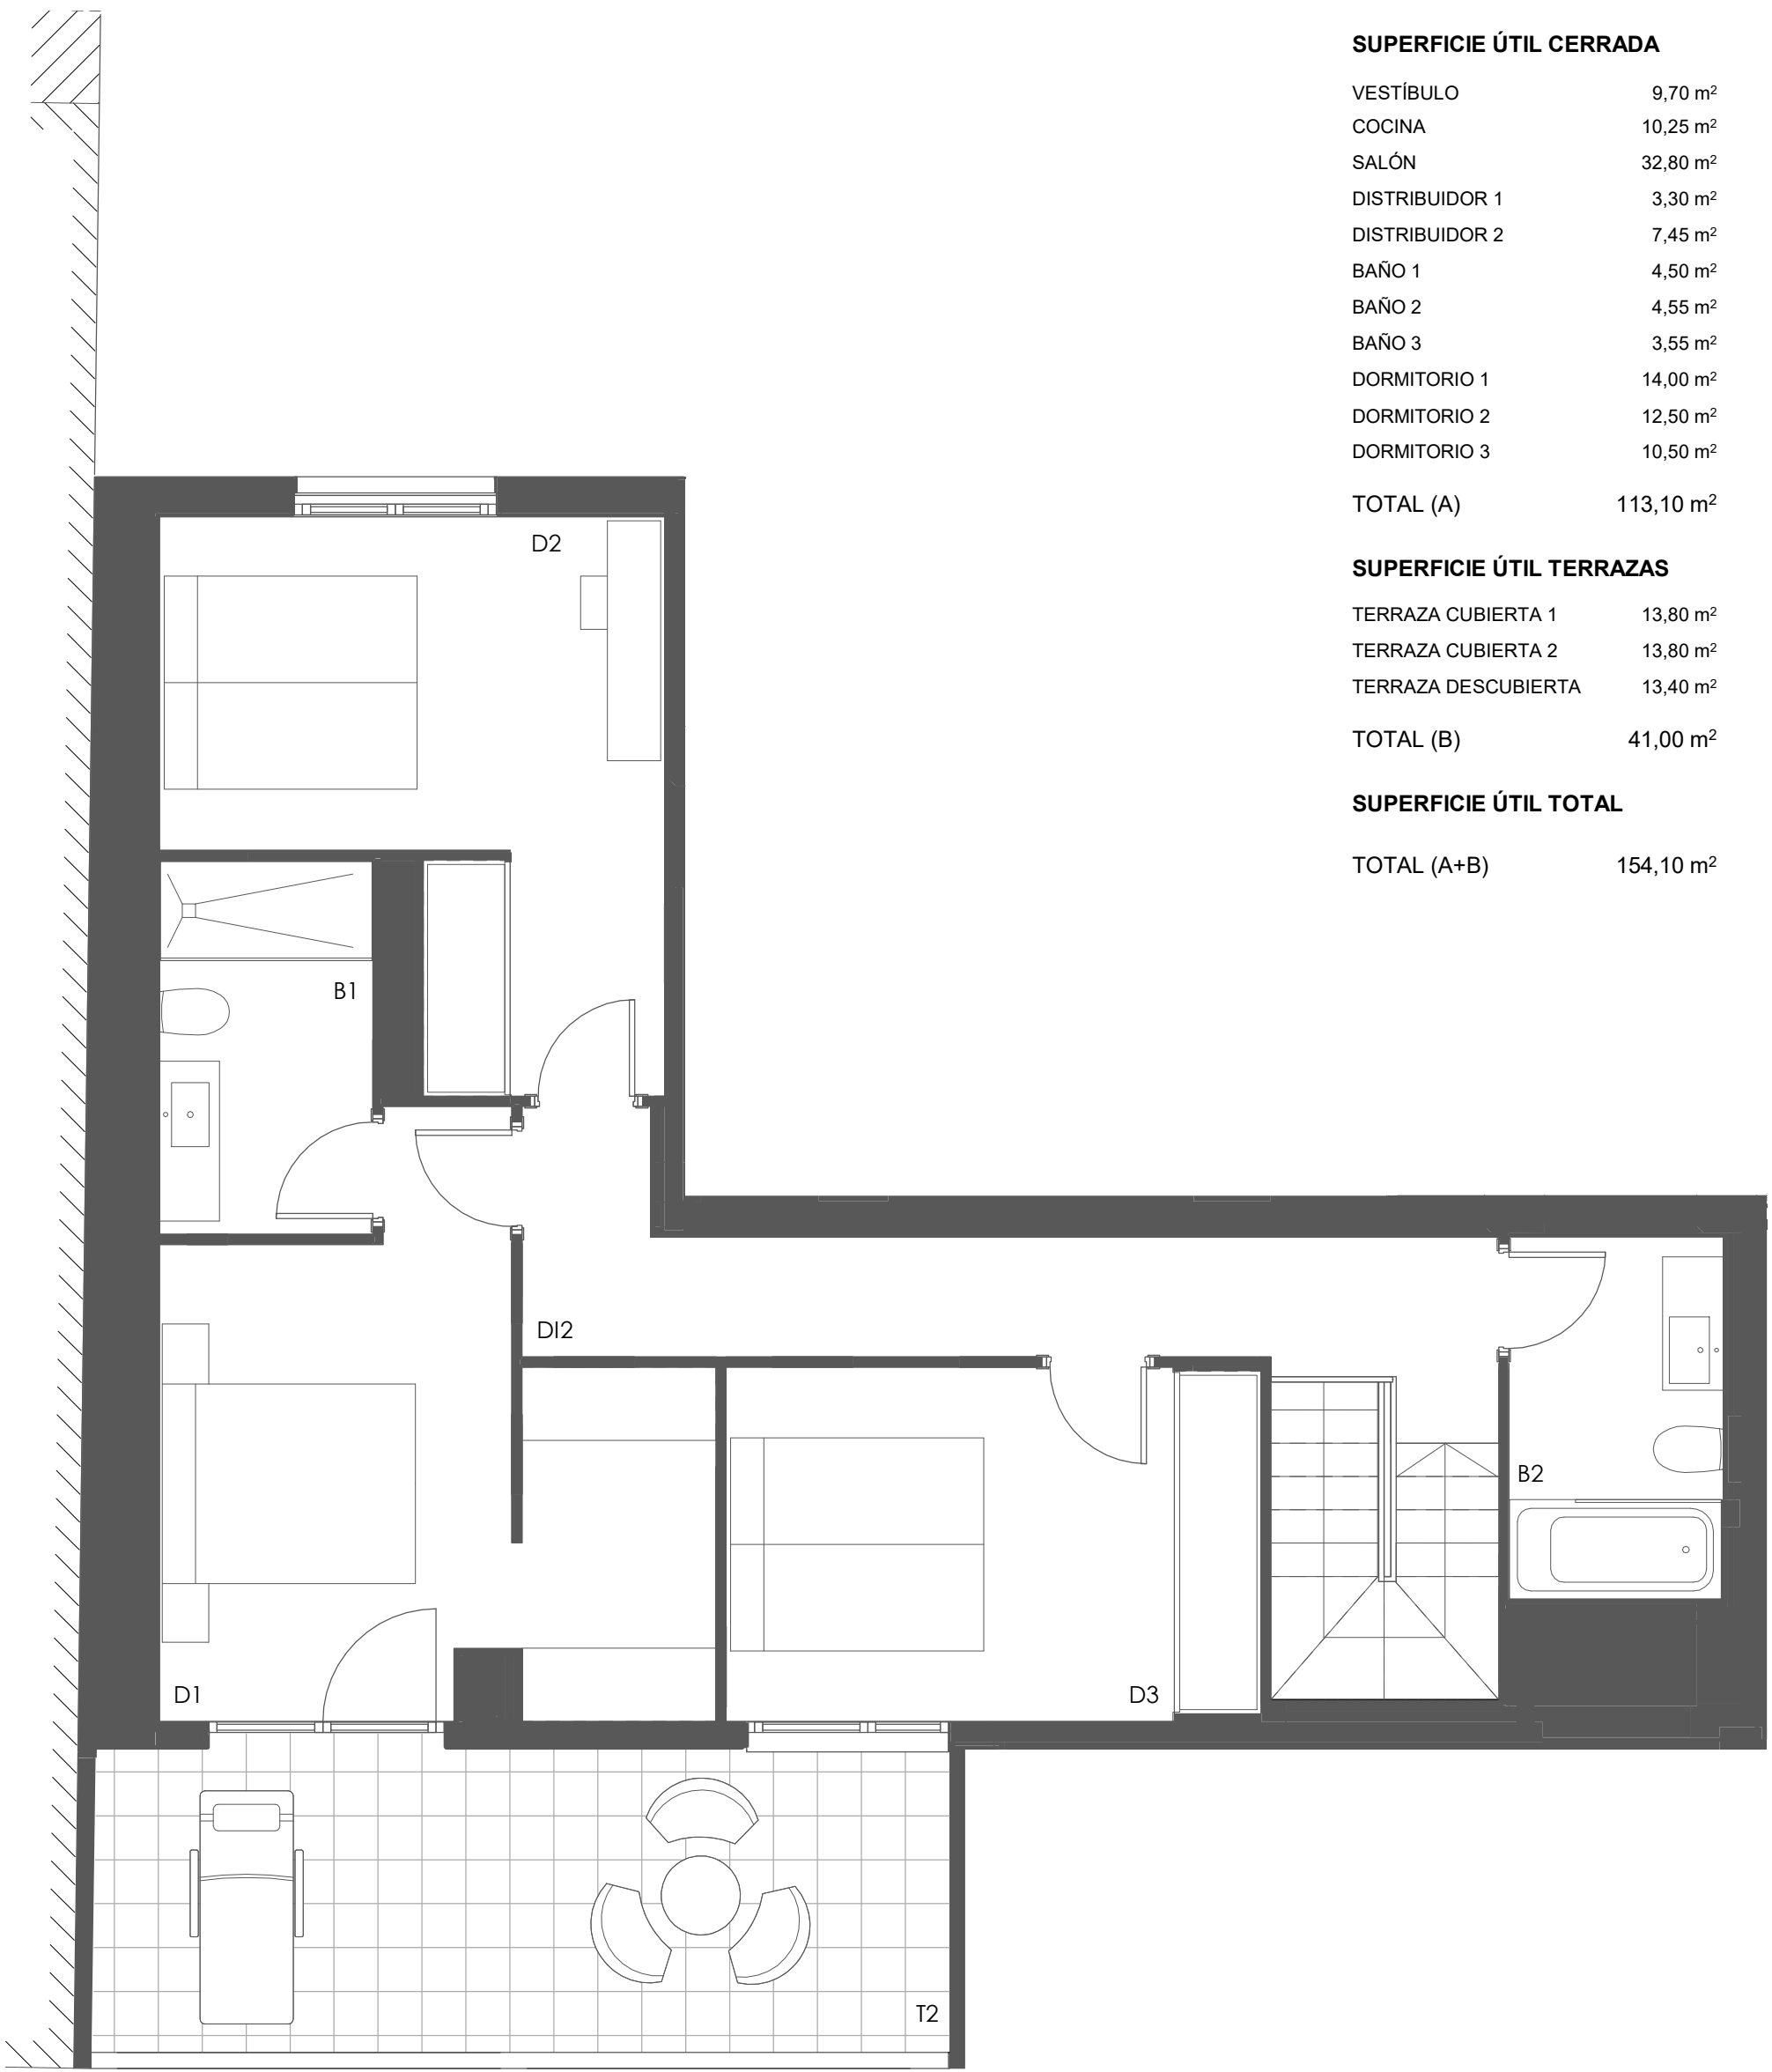 SUPERFICIE ÚTIL CERRADA
VESTÍBULO 9,70 m²
COCINA 10,25 m²
SALÓN 32,80 m²
DISTRIBUIDOR 1 3,30 m²
DISTRIBUIDOR 2 7,45 m²
BAÑO 1 4,50 m²
BAÑO 2 4,55 m²
BAÑO 3 3,55 m²
DORMITORIO 1 14,00 m²
DORMITORIO 2 12,50 m²
DORMITORIO 3 10,50 m²
TOTAL (A) 113,10 m²
SUPERFICIE ÚTIL TERRAZAS
TERRAZA CUBIERTA 1 13,80 m²
TERRAZA CUBIERTA 2 13,80 m²
TERRAZA DESCUBIERTA 13,40 m²
TOTAL (B) 41,00 m²
SUPERFICIE ÚTIL TOTAL
TOTAL (A+B) 154,10 m²
D2
B1
DI2
B2
D1
D3
T2